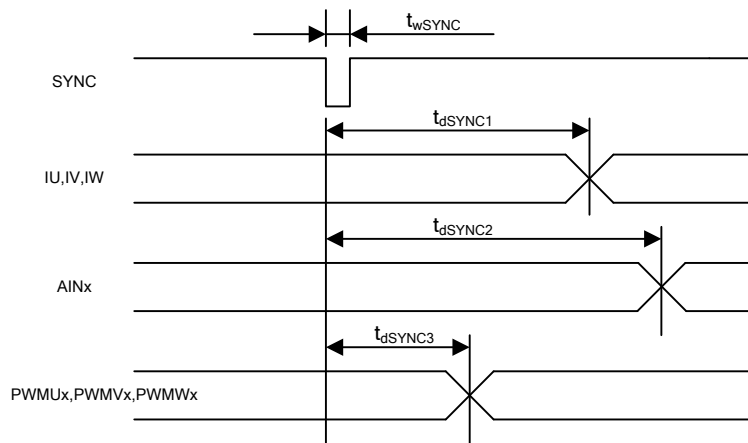 twSYNC
SYNC
tdSYNC1
IU,IV,IW
tdSYNC2
AINx
tdSYNC3
PWMUx,PWMVx,PWMWx